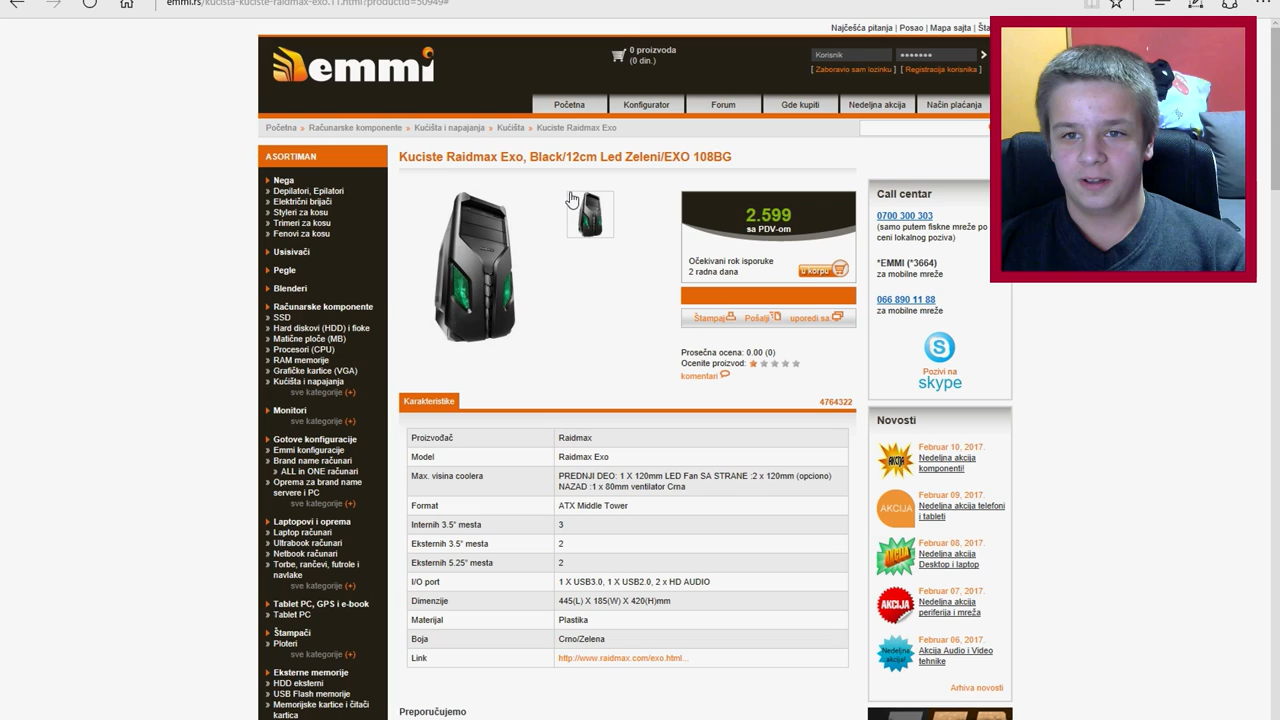 emmi.rs/kucista-kuciste-raidmax-exo.11.html?productId=50949#
Najčešća pitanja | Posao | Mapa sajta |
emmi
0 proizvoda
(0 din.)
Korisnik
[ Zaboravio sam lozinku ] [ Registracija korisnika ]
Početna
Konfigurator
Forum
Gde kupiti
Nedeljna akcija
Način plaćanja
Početna » Računarske komponente » Kućišta i napajanja » Kućišta » Kuciste Raidmax Exo
ASORTIMAN
Nega
Depilatori, Epilatori
Električni brijači
Styleri za kosu
Trimeri za kosu
Fenovi za kosu
Usisivači
Pegle
Blenderi
Računarske komponente
SSD
Hard diskovi (HDD) i fioke
Matične ploče (MB)
Procesori (CPU)
RAM memorije
Grafičke kartice (VGA)
Kućišta i napajanja
sve kategorije (+)
Monitori
sve kategorije (+)
Gotove konfiguracije
Emmi konfiguracije
Brand name računari
» ALL in ONE računari
Oprema za brand name
servere i PC
sve kategorije (+)
Laptopovi i oprema
Laptop računari
Ultrabook računari
Netbook računari
Torbe, rančevi, futrole i
navlake
sve kategorije (+)
Tablet PC, GPS i e-book
Tablet PC
Štampači
Ploteri
sve kategorije (+)
Eksterne memorije
HDD eksterni
USB Flash memorije
Memorijske kartice i čitači
kartica
Kuciste Raidmax Exo, Black/12cm Led Zeleni/EXO 108BG
2.599
sa PDV-om
Očekivani rok isporuke
2 radna dana
u korpu
Štampaj
Pošalji
uporedi sa
Prosečna ocena: 0.00 (0)
Ocenite proizvod:
komentari
Karakteristike
4764322
Proizvođač Raidmax
Model Raidmax Exo
Max. visina coolera PREDNJI DEO: 1 X 120mm LED Fan SA STRANE :2 x 120mm (opciono)
NAZAD :1 x 80mm ventilator Crna
Format ATX Middle Tower
Internih 3.5" mesta 3
Eksternih 3.5" mesta 2
Eksternih 5.25" mesta 2
I/O port 1 X USB3.0, 1 X USB2.0, 2 x HD AUDIO
Dimenzije 445(L) X 185(W) X 420(H)mm
Materijal Plastika
Boja Crno/Zelena
Link http://www.raidmax.com/exo.html...
Preporučujemo
Call centar
0700 300 303
(samo putem fiskne mreže po
ceni lokalnog poziva)
*EMMI (*3664)
za mobilne mreže
066 890 11 88
za mobilne mreže
Pozivi na
skype
Novosti
AKCIJA
Februar 10, 2017.
Nedeljna akcija
komponenti!
AKCIJA
Februar 09, 2017.
Nedeljna akcija telefoni
i tableti
AKCIJA
Februar 08, 2017.
Nedeljna akcija
Desktop i laptop
AKCIJA
Februar 07, 2017.
Nedeljna akcija
periferija i mreža
Nedeljna
akcija!
Februar 06, 2017.
Akcija Audio i Video
tehnike
Arhiva novosti